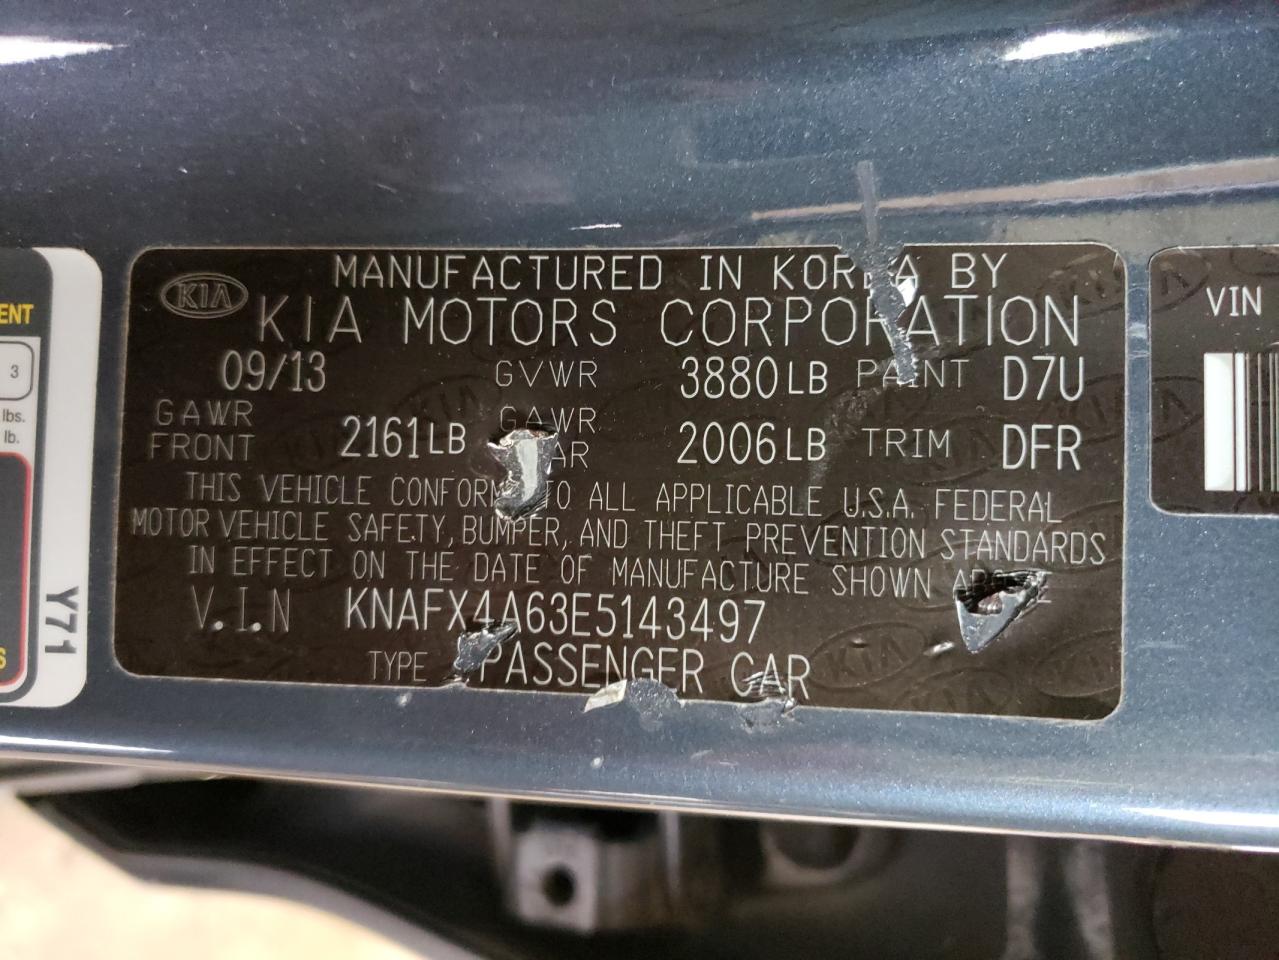 KIA
MANUFACTURED IN KOREA BY
KIA MOTORS CORPORATION
09/13 GVWR 3880LB PAINT D7U
GAWR FRONT 2161LB GAWR 2006LB TRIM DFR
THIS VEHICLE CONFORM TO ALL APPLICABLE U.S.A. FEDERAL
MOTOR VEHICLE SAFETY, BUMPER, AND THEFT PREVENTION STANDARDS
IN EFFECT ON THE DATE OF MANUFACTURE SHOWN
V.I.N KNAFX4A63E5143497
TYPE PASSENGER CAR
ENT
3
lbs.
lb.
S
Y71
VIN